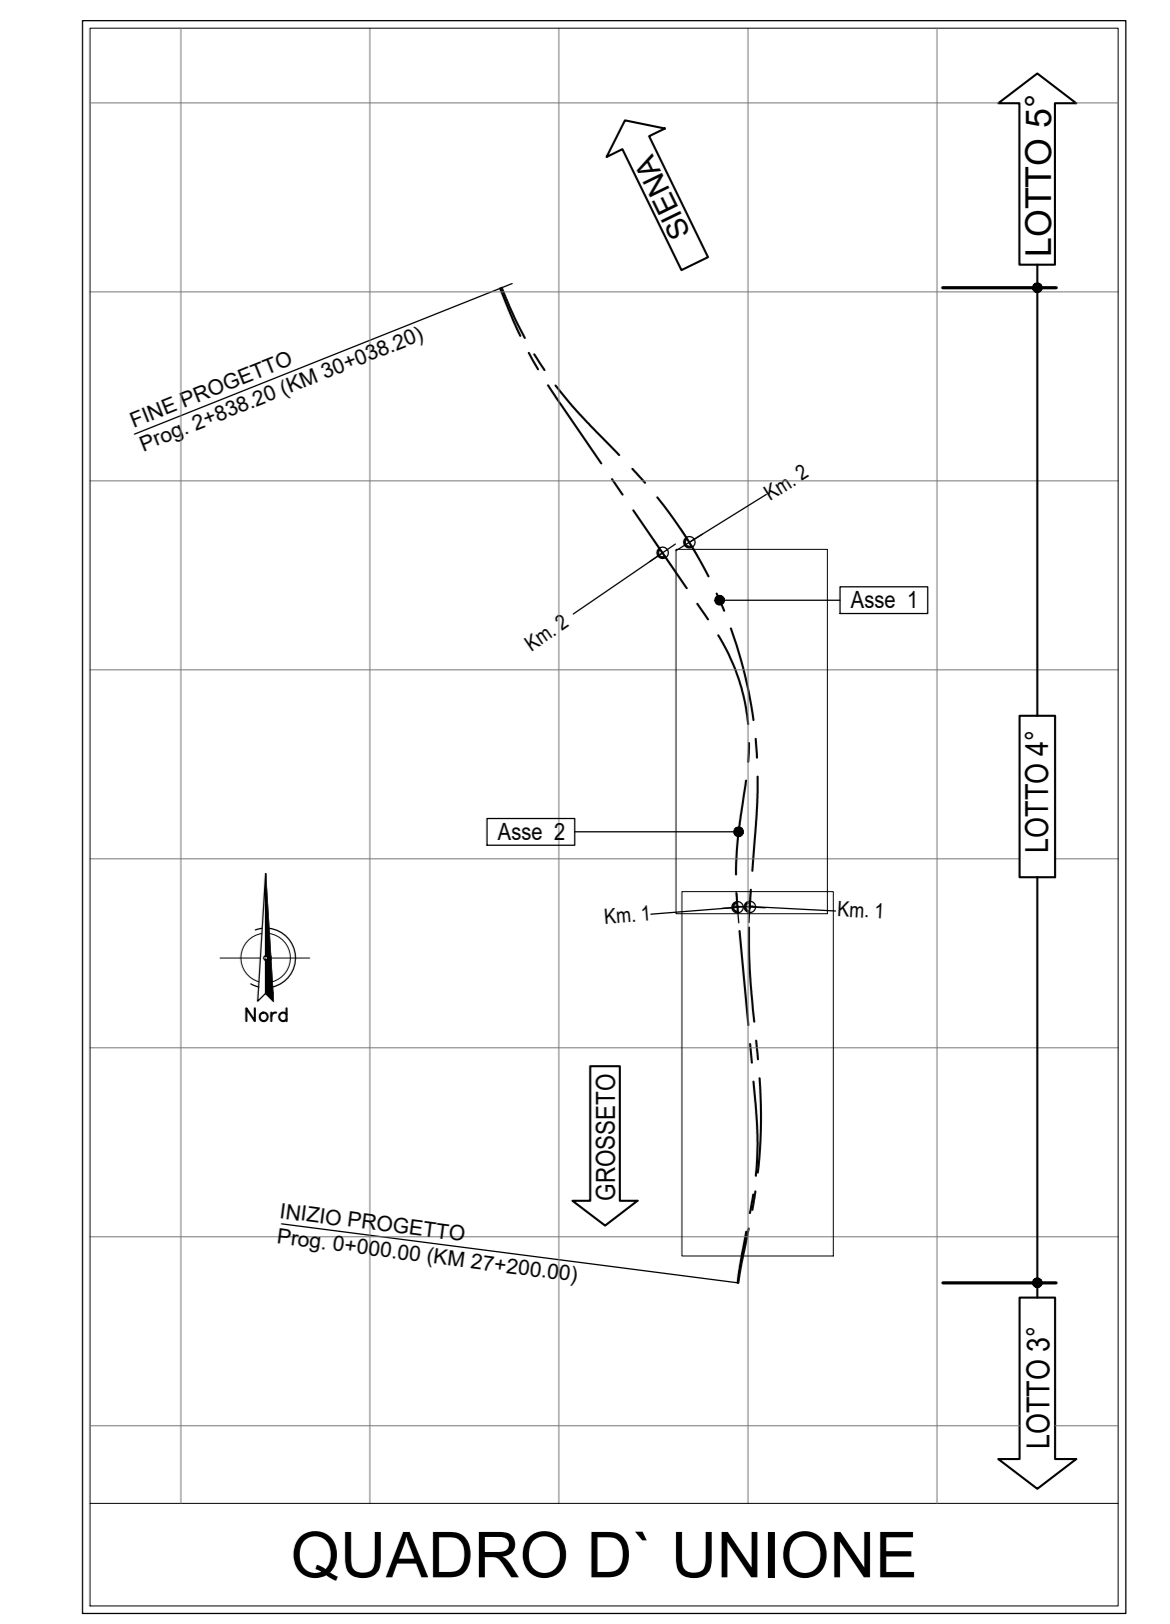 LOTTO 5°
SIENA
FINE PROGETTO
Prog. 2+838.20 (KM 30+038.20)
Km. 2
Asse 1
Km. 2
LOTTO 4°
Asse 2
Km. 1
Km. 1
Nord
GROSSETO
INIZIO PROGETTO
Prog. 0+000.00 (KM 27+200.00)
LOTTO 3°
QUADRO D` UNIONE